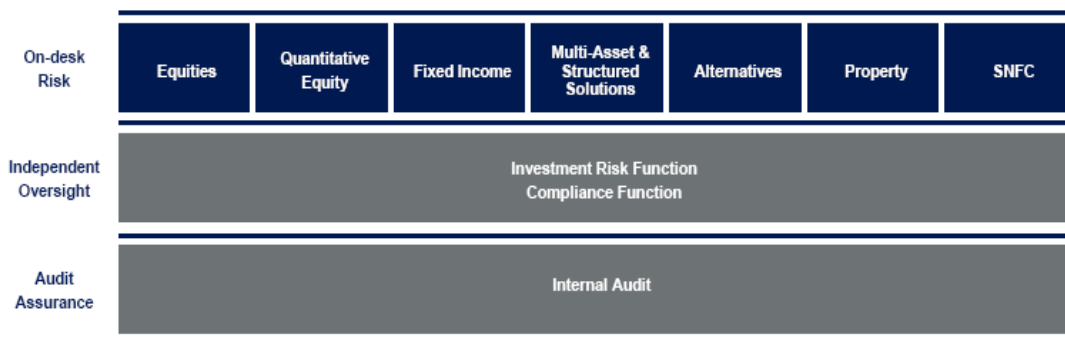 On-desk
Risk
Equities
Quantitative
Equity
Fixed Income
Multi-Asset &
Structured
Solutions
Alternatives
Property
SNFC
Independent
Oversight
Investment Risk Function
Compliance Function
Audit
Assurance
Internal Audit